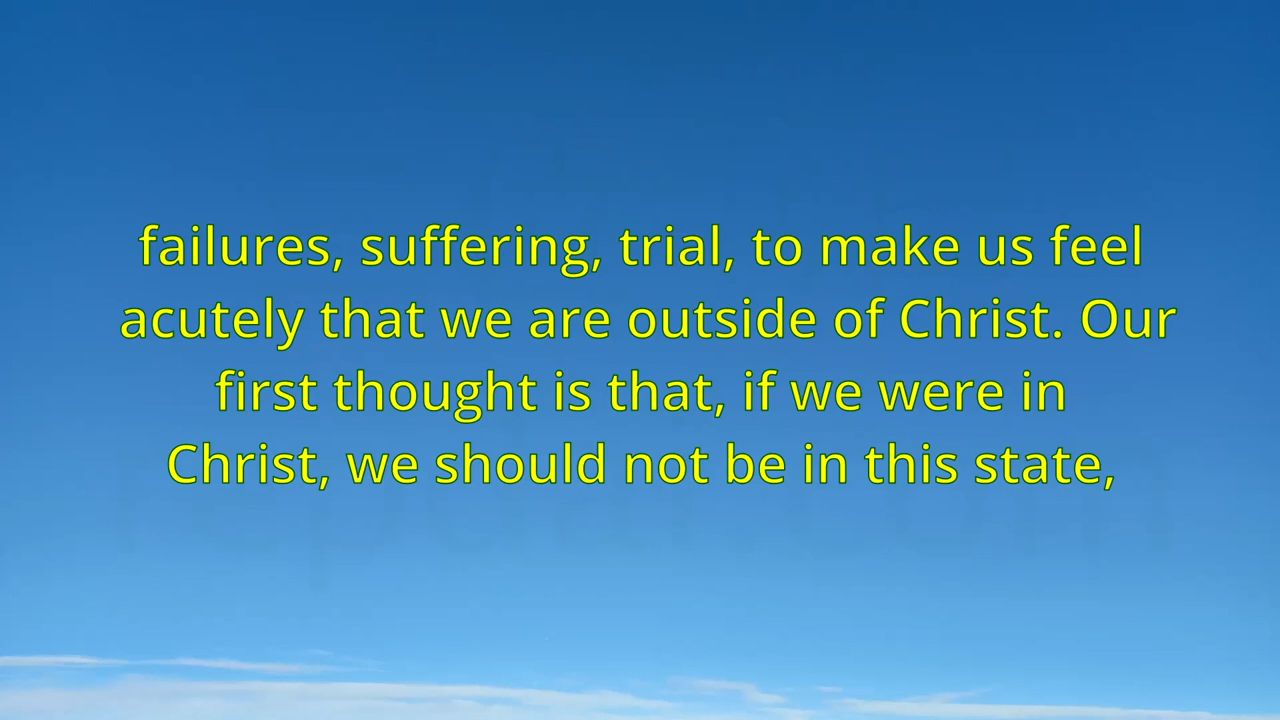 failures, suffering, trial, to make us feel
acutely that we are outside of Christ. Our
first thought is that, if we were in
Christ, we should not be in this state,